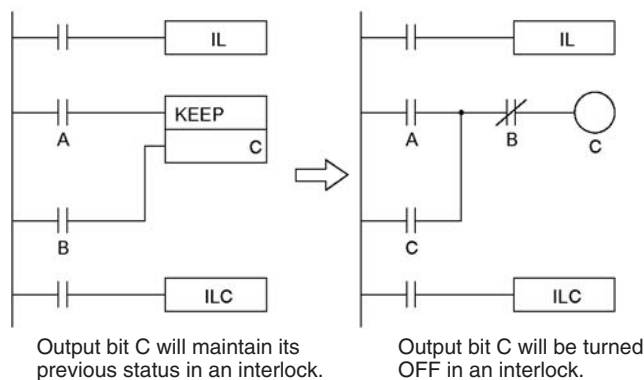 IL
IL
KEEP
A
C
A
B
C
B
C
ILC
ILC
Output bit C will maintain its
previous status in an interlock.
Output bit C will be turned
OFF in an interlock.